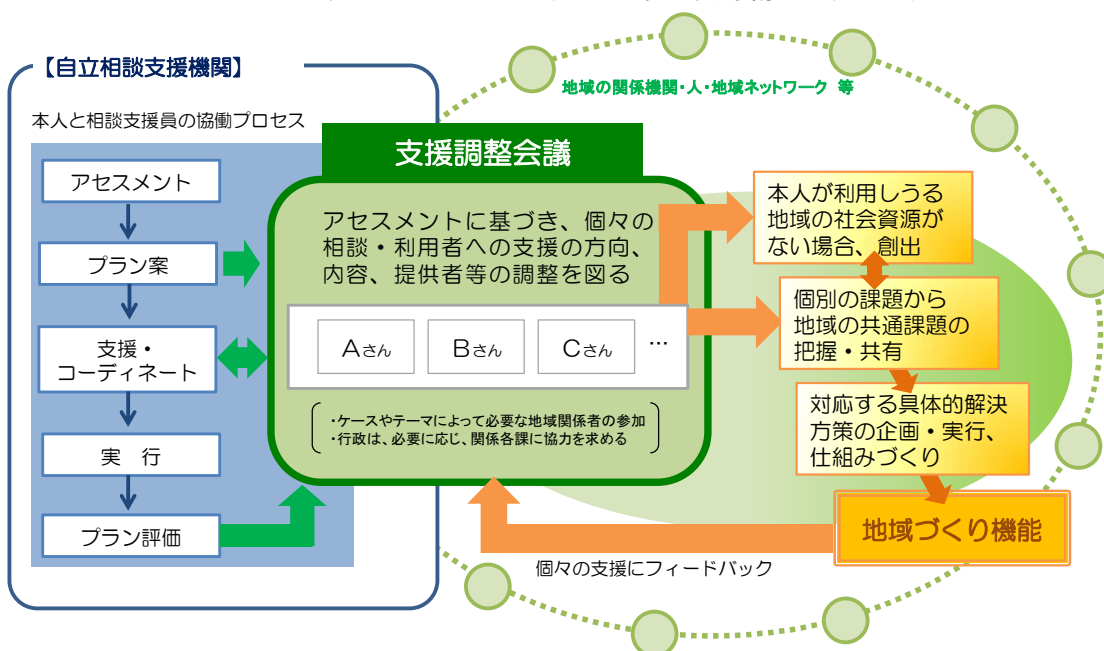 【自立相談支援機関】
本人と相談支援員の協働プロセス
アセスメント
プラン案
支援・
コーディネート
実　行
プラン評価
支援調整会議
アセスメントに基づき、個々の
相談・利用者への支援の方向、
内容、提供者等の調整を図る
Aさん
Bさん
Cさん
…
・ケースやテーマによって必要な地域関係者の参加
・行政は、必要に応じ、関係各課に協力を求める
地域の関係機関・人・地域ネットワーク 等
本人が利用しうる
地域の社会資源が
ない場合、創出
個別の課題から
地域の共通課題の
把握・共有
対応する具体的解決
方策の企画・実行、
仕組みづくり
地域づくり機能
個々の支援にフィードバック